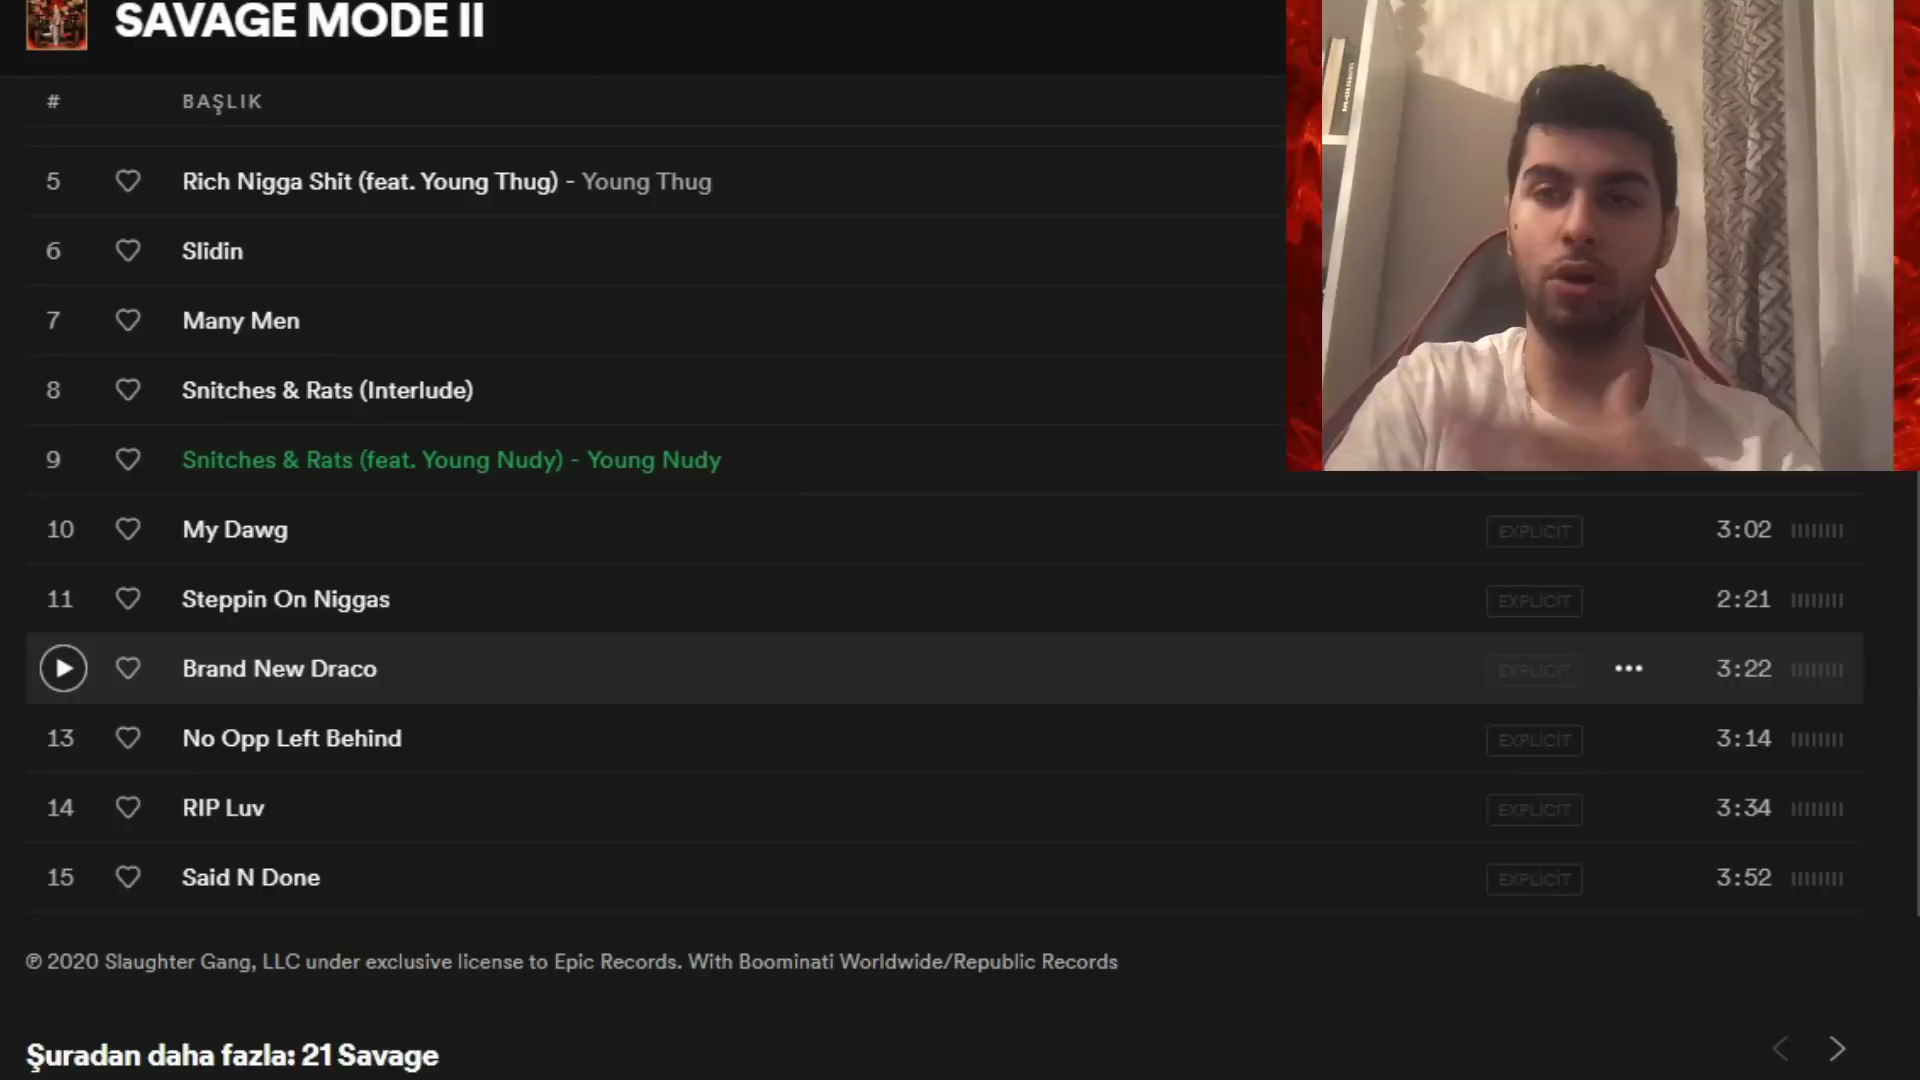 SAVAGE MODE II
# BAŞLIK
5 Rich Nigga Shit (feat. Young Thug) - Young Thug
6 Slidin
7 Many Men
8 Snitches & Rats (Interlude)
9 Snitches & Rats (feat. Young Nudy) - Young Nudy
10 My Dawg EXPLICIT 3:02
11 Steppin On Niggas EXPLICIT 2:21
Brand New Draco EXPLICIT ••• 3:22
13 No Opp Left Behind EXPLICIT 3:14
14 RIP Luv EXPLICIT 3:34
15 Said N Done EXPLICIT 3:52
℗ 2020 Slaughter Gang, LLC under exclusive license to Epic Records. With Boominati Worldwide/Republic Records
Şuradan daha fazla: 21 Savage